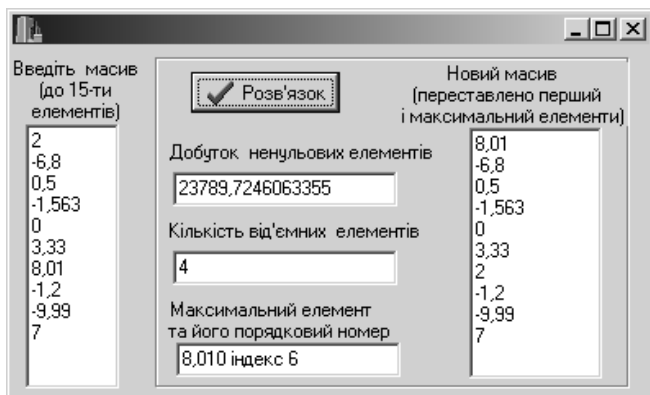 Введіть масив
(до 15-ти
елементів)
2
-6,8
0,5
-1,563
0
3,33
8,01
-1,2
-9,99
7
Розв'язок
Добуток ненульових елементів
23789,7246063355
Кількість від'ємних елементів
4
Максимальний елемент
та його порядковий номер
8,010 індекс 6
Новий масив
(переставлено перший
і максимальний елементи)
8,01
-6,8
0,5
-1,563
0
3,33
2
-1,2
-9,99
7